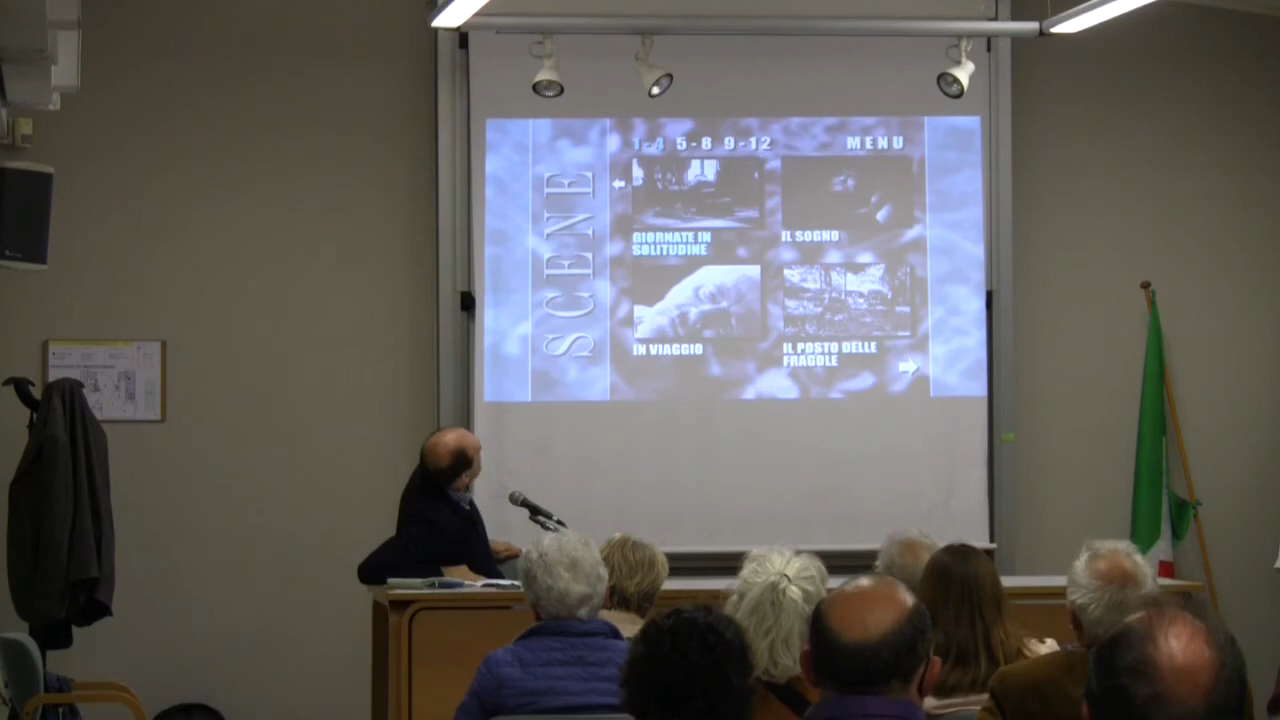 SCENE
1-4 5-8 9-12 MENU
GIORNATE IN
SOLITUDINE
IL SOGNO
IN VIAGGIO
IL POSTO DELLE
FRAGOLE